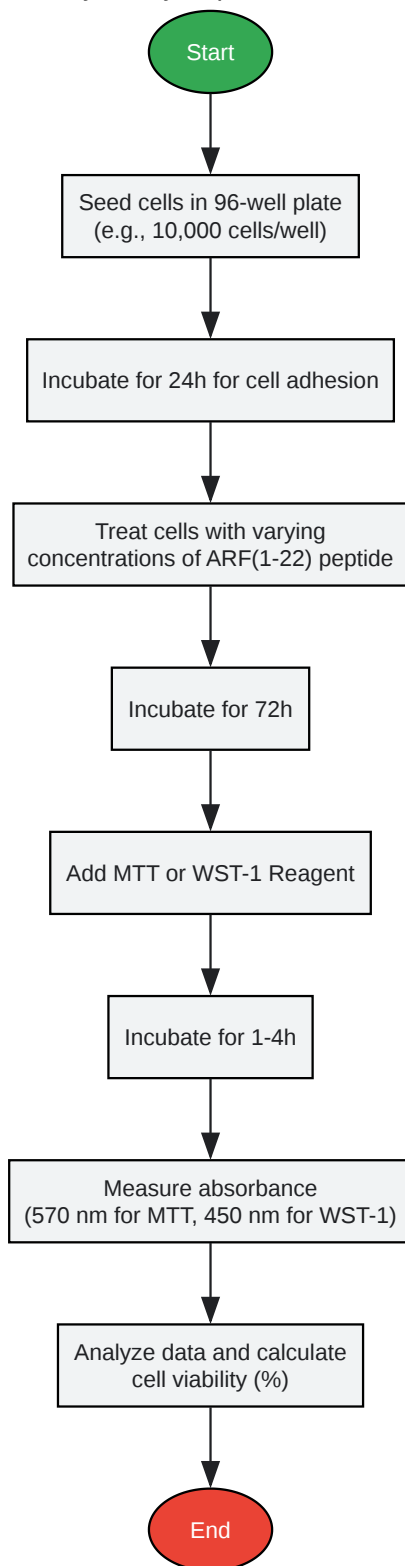 Start
Seed cells in 96-well plate
(e.g., 10,000 cells/well)
Incubate for 24h for cell adhesion
Treat cells with varying
concentrations of ARF(1-22) peptide
Incubate for 72h
Add MTT or WST-1 Reagent
Incubate for 1-4h
Measure absorbance
(570 nm for MTT, 450 nm for WST-1)
Analyze data and calculate
cell viability (%)
End